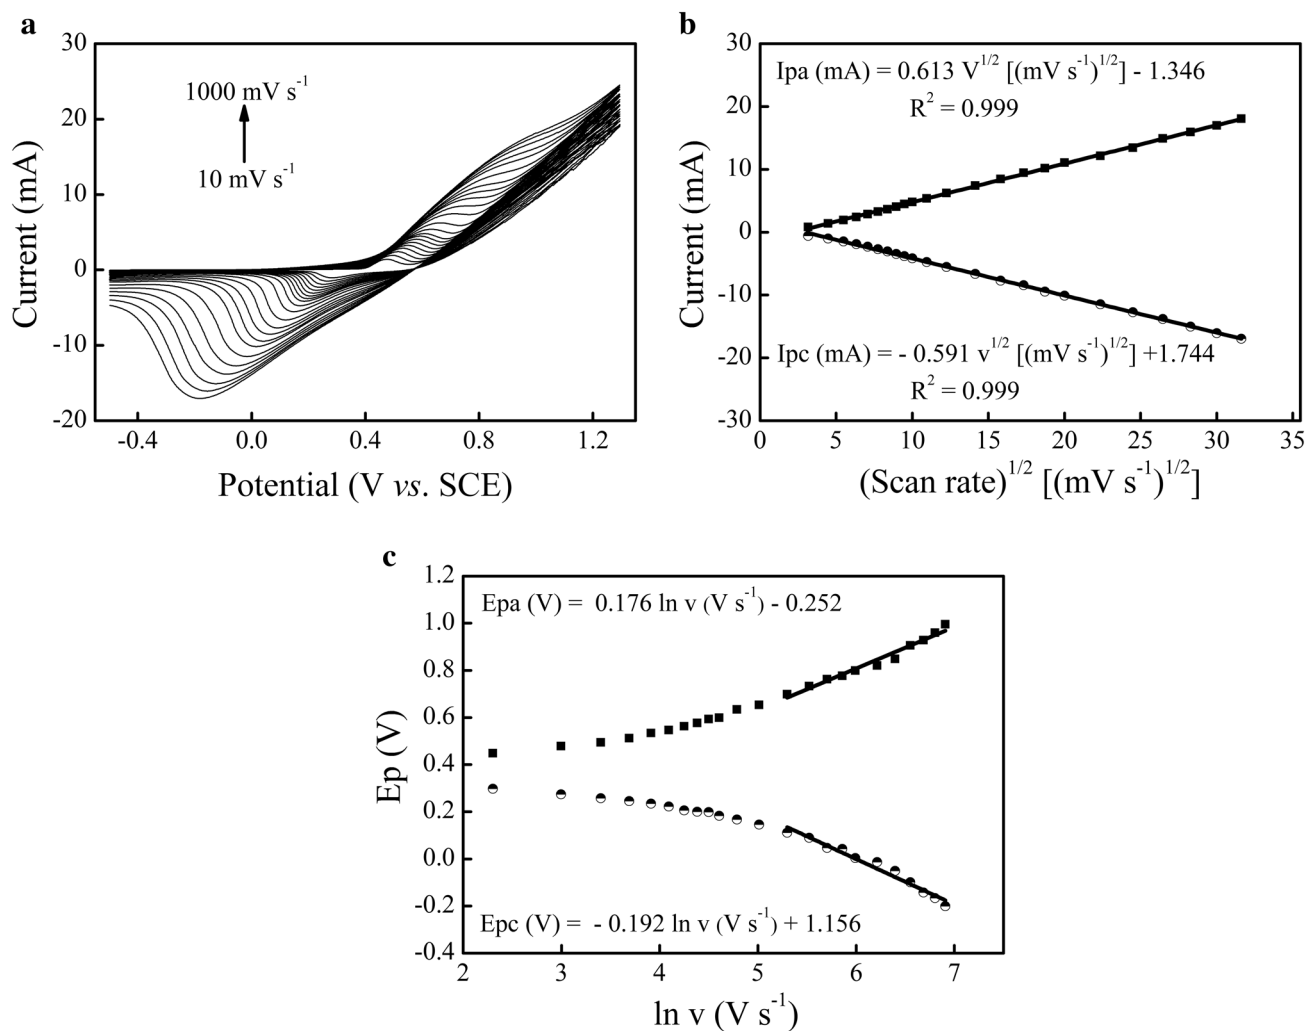 a
30
20
10
0
-10
-20
Current (mA)
1000 mV s⁻¹
10 mV s⁻¹
-0.4
0.0
0.4
0.8
1.2
Potential (V vs. SCE)
b
30
20
10
0
-10
-20
-30
Current (mA)
Ipa (mA) = 0.613 V^1/2 [(mV s⁻¹)^1/2] - 1.346
R² = 0.999
Ipc (mA) = - 0.591 v^1/2 [(mV s⁻¹)^1/2] +1.744
R² = 0.999
0
5
10
15
20
25
30
35
(Scan rate)^1/2 [(mV s⁻¹)^1/2]
c
1.2
1.0
0.8
0.6
0.4
0.2
0.0
-0.2
-0.4
Ep (V)
Epa (V) = 0.176 ln v (V s⁻¹) - 0.252
Epc (V) = - 0.192 ln v (V s⁻¹) + 1.156
2
3
4
5
6
7
ln v (V s⁻¹)